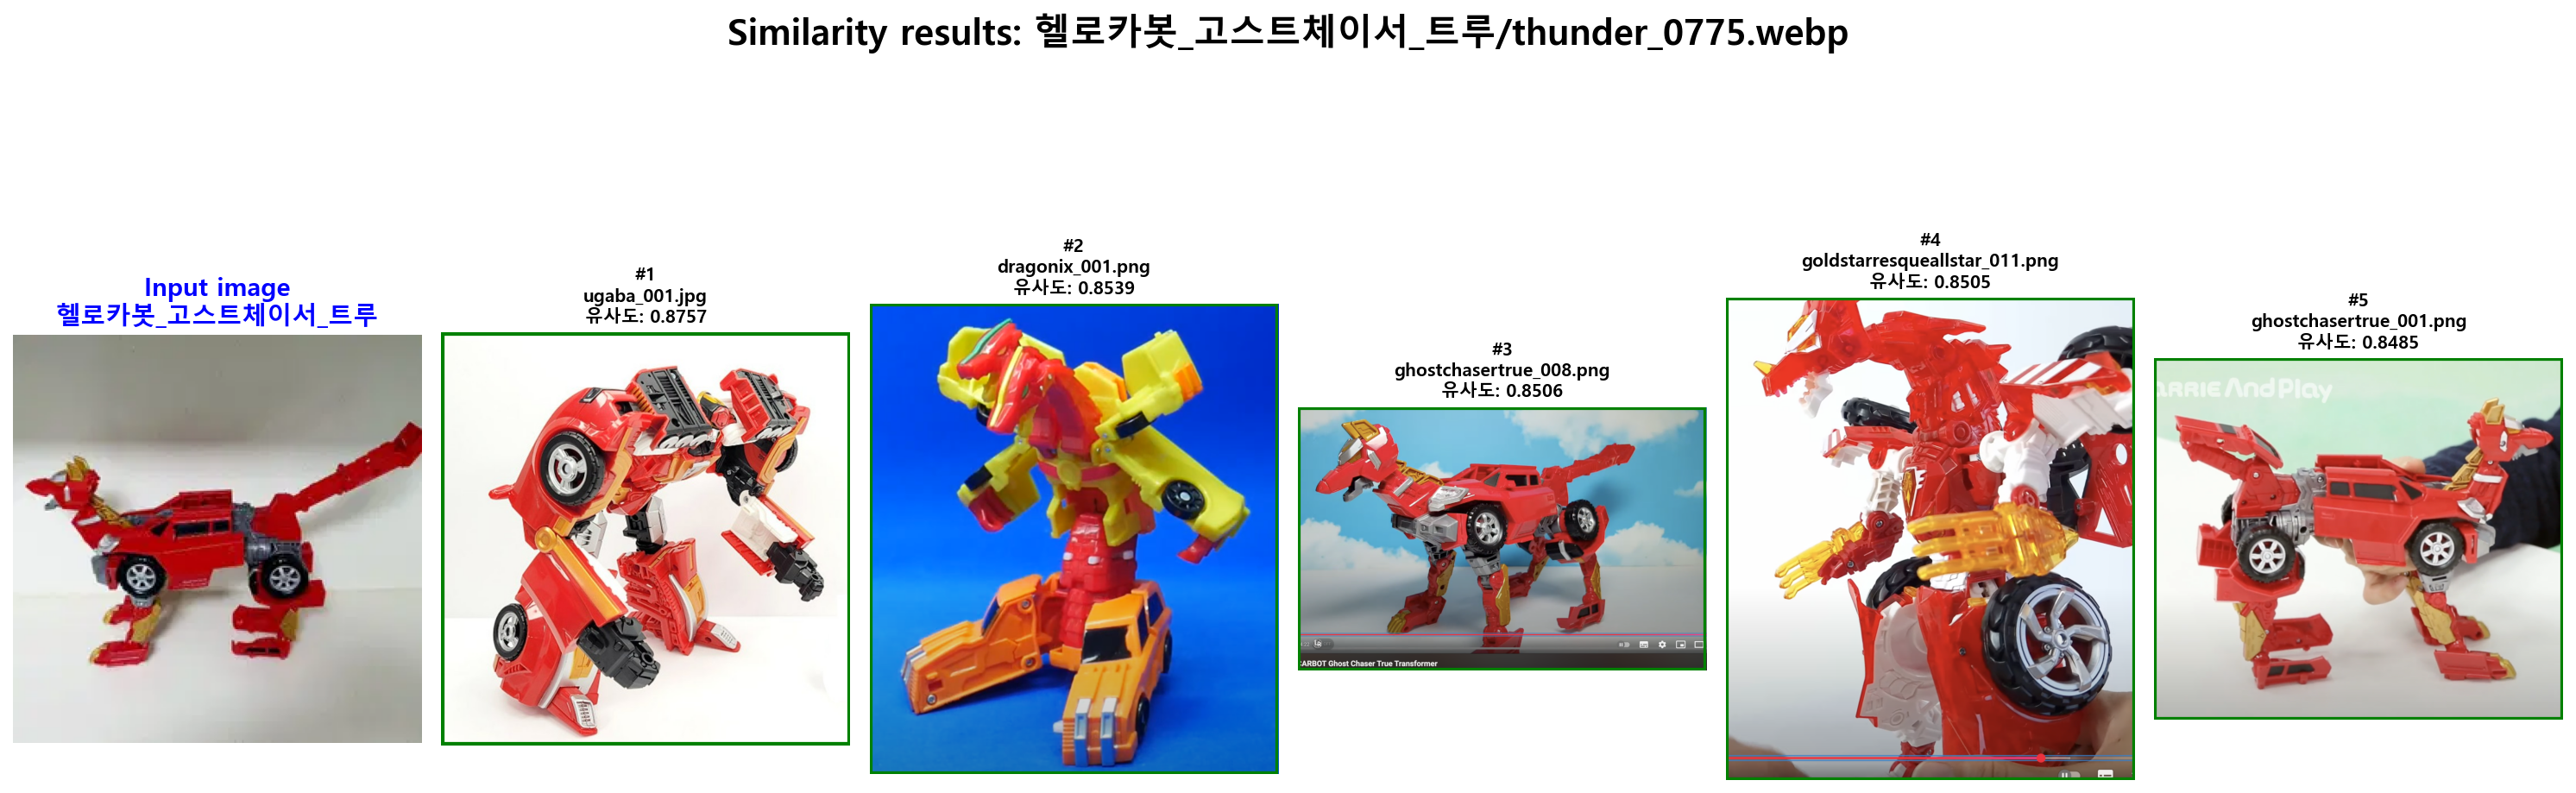 Similarity results: 헬로카봇_고스트체이서_트루/thunder_0775.webp
Input image
헬로카봇_고스트체이서_트루
#1
ugaba_001.jpg
유사도: 0.8757
#2
dragonix_001.png
유사도: 0.8539
#3
ghostchasertrue_008.png
유사도: 0.8506
CARBOT Ghost Chaser True Transformer
#4
goldstarresqueallstar_011.png
유사도: 0.8505
#5
ghostchasertrue_001.png
유사도: 0.8485
ARRIE And Play